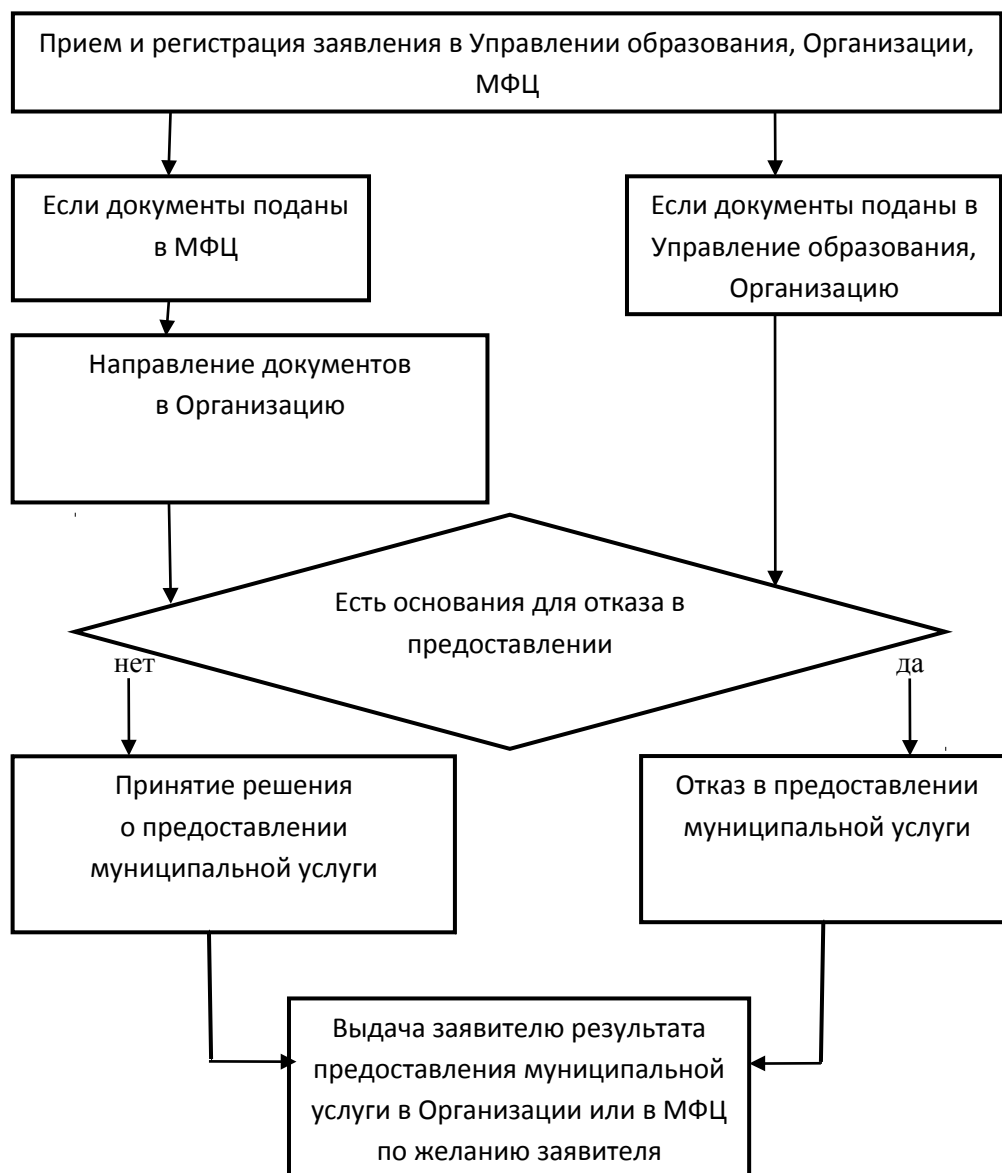 Прием и регистрация заявления в Управлении образования, Организации,
МФЦ
Если документы поданы
в МФЦ
Если документы поданы в
Управление образования,
Организацию
Направление документов
в Организацию
Есть основания для отказа в
предоставлении
нет
да
Принятие решения
о предоставлении
муниципальной услуги
Отказ в предоставлении
муниципальной услуги
Выдача заявителю результата
предоставления муниципальной
услуги в Организации или в МФЦ
по желанию заявителя